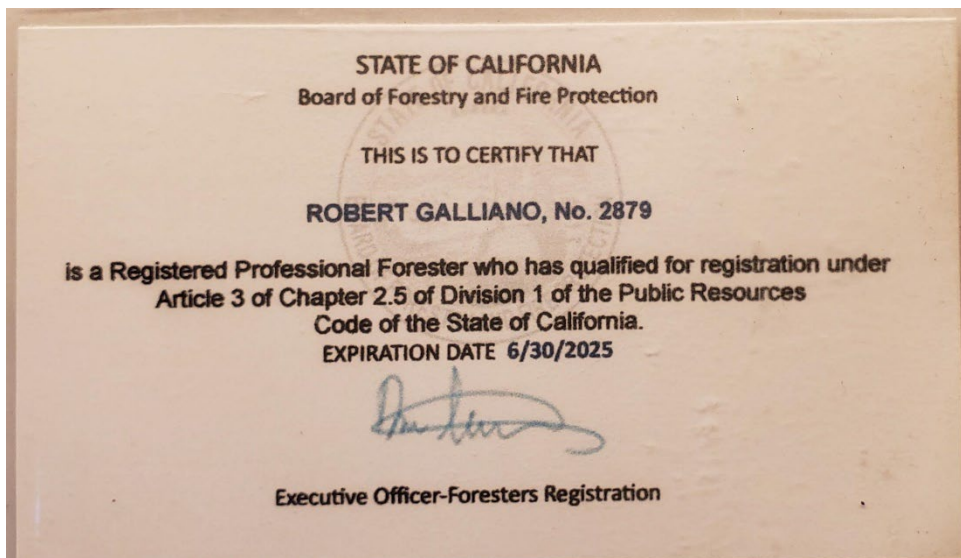 STATE OF CALIFORNIA
Board of Forestry and Fire Protection
THIS IS TO CERTIFY THAT
ROBERT GALLIANO, No. 2879
is a Registered Professional Forester who has qualified for registration under
Article 3 of Chapter 2.5 of Division 1 of the Public Resources
Code of the State of California.
EXPIRATION DATE 6/30/2025
Executive Officer-Foresters Registration